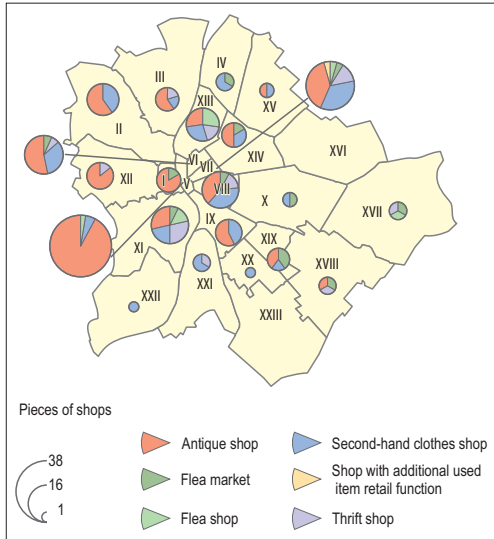 IV
III
XV
XIII
II
XVI
VI
XIV
VII
XII
I
V
VIII
X
XVII
IX
XI
XIX
XX
XVIII
XXI
XXII
XXIII
Pieces of shops
38
16
1
Antique shop
Flea market
Flea shop
Second-hand clothes shop
Shop with additional used
item retail function
Thrift shop